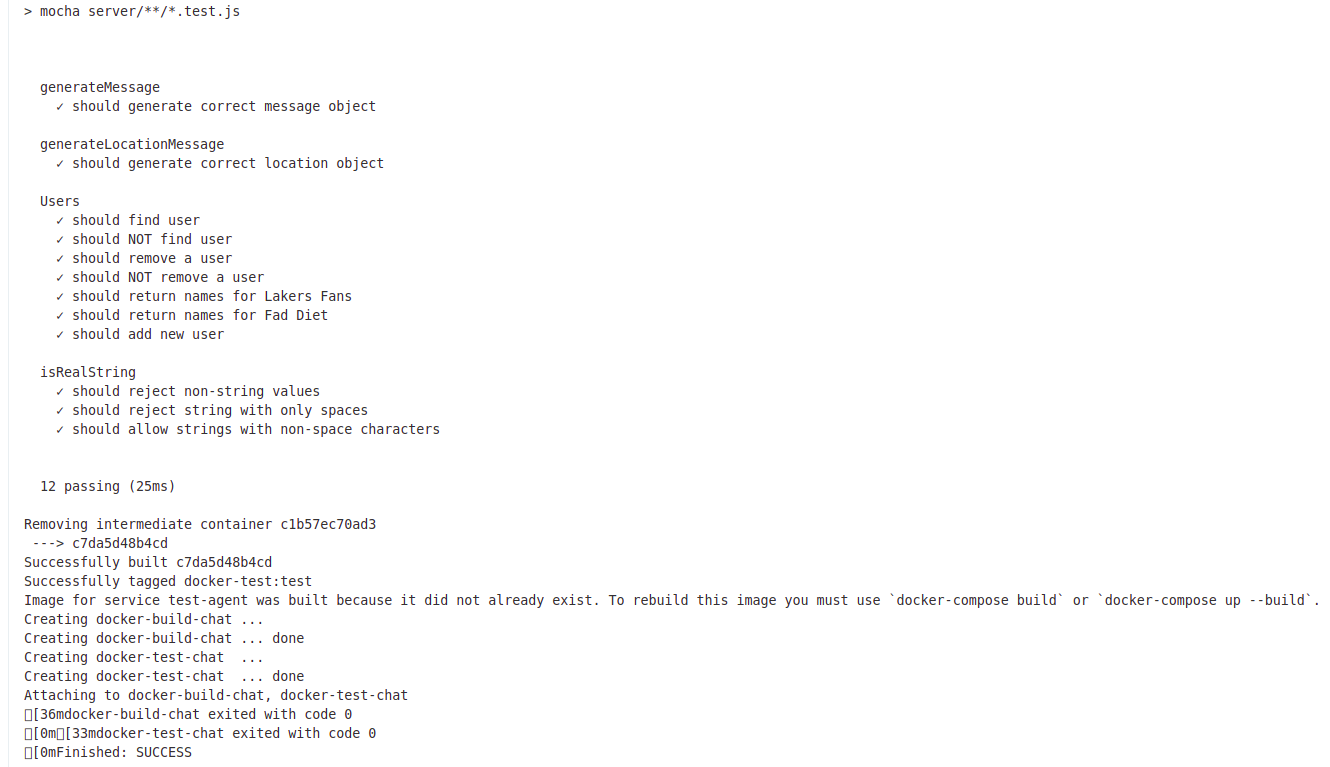 > mocha server/**/*.test.js
generateMessage
✓ should generate correct message object
generateLocationMessage
✓ should generate correct location object
Users
✓ should find user
✓ should NOT find user
✓ should remove a user
✓ should NOT remove a user
✓ should return names for Lakers Fans
✓ should return names for Fad Diet
✓ should add new user
isRealString
✓ should reject non-string values
✓ should reject string with only spaces
✓ should allow strings with non-space characters
12 passing (25ms)
Removing intermediate container c1b57ec70ad3
---> c7da5d48b4cd
Successfully built c7da5d48b4cd
Successfully tagged docker-test:test
Image for service test-agent was built because it did not already exist. To rebuild this image you must use `docker-compose build` or `docker-compose up --build`.
Creating docker-build-chat ...
Creating docker-build-chat ... done
Creating docker-test-chat  ...
Creating docker-test-chat  ... done
Attaching to docker-build-chat, docker-test-chat
▯[36mdocker-build-chat exited with code 0
▯[0m▯[33mdocker-test-chat exited with code 0
▯[0mFinished: SUCCESS